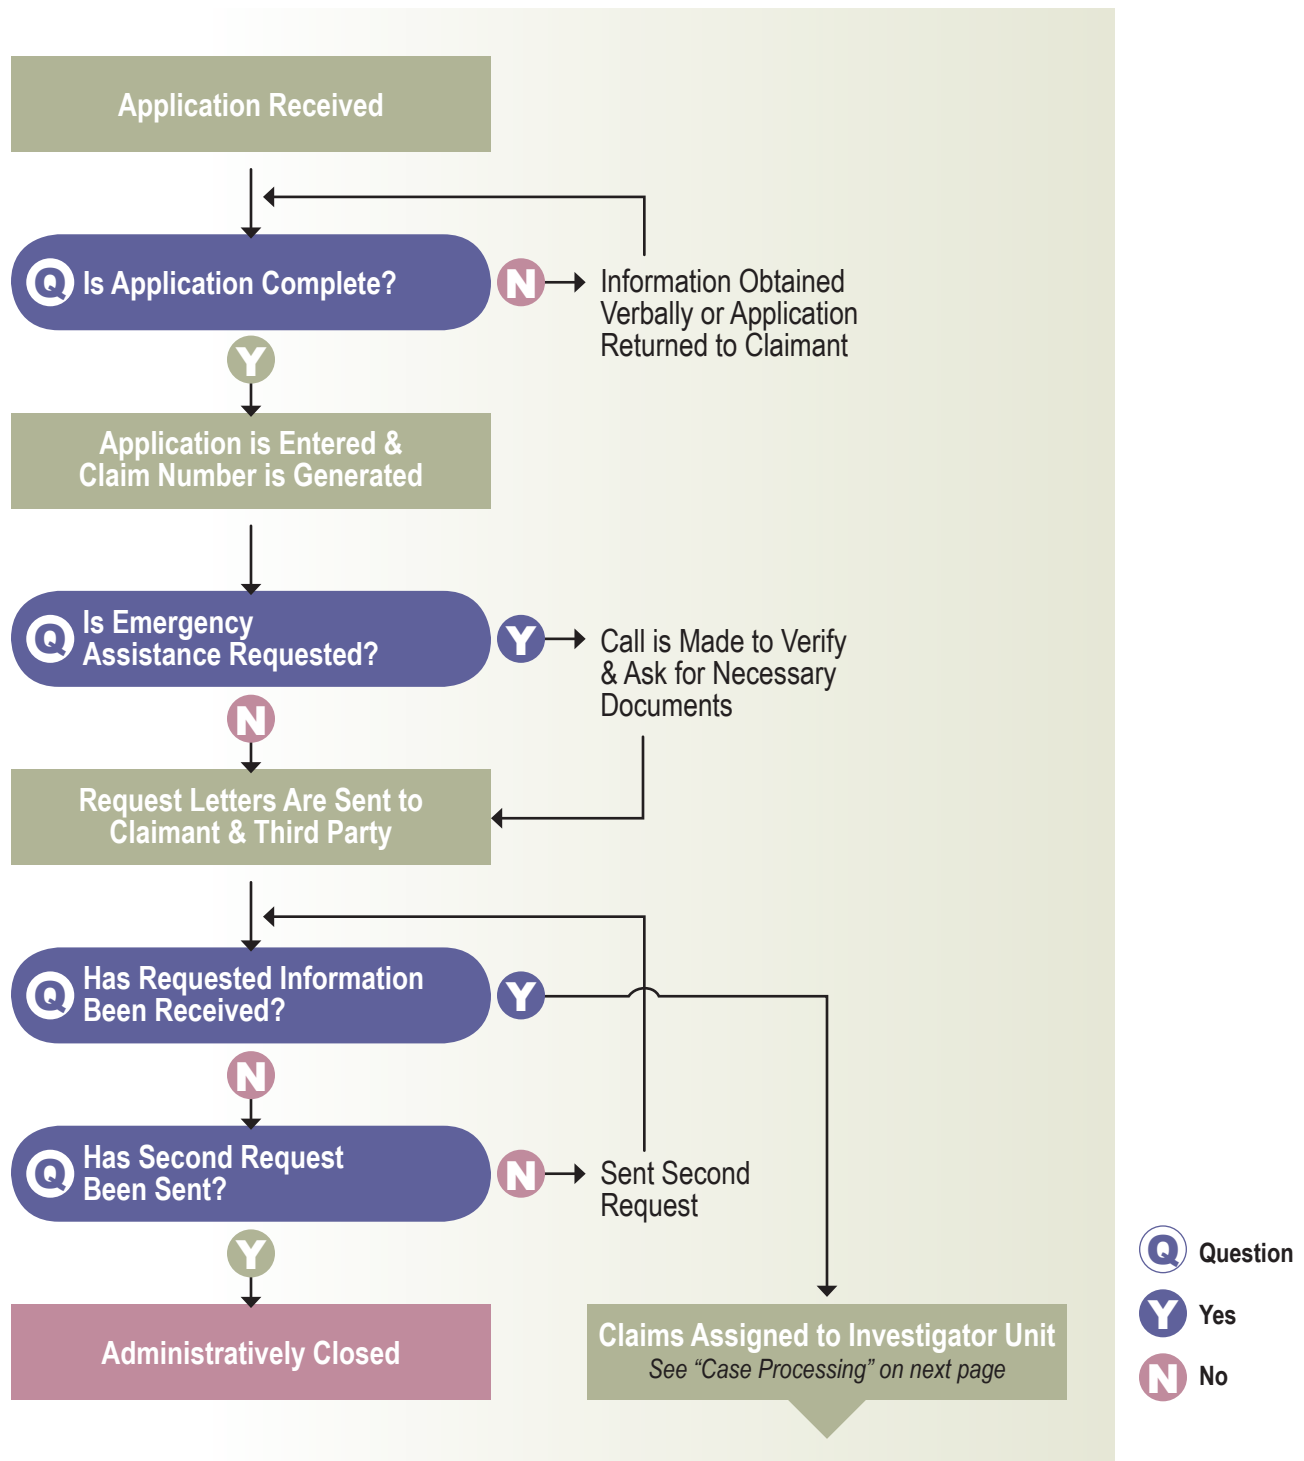 Application Received
Q Is Application Complete?
N
Information Obtained
Verbally or Application
Returned to Claimant
Y
Application is Entered &
Claim Number is Generated
Q Is Emergency
Assistance Requested?
Y
Call is Made to Verify
& Ask for Necessary
Documents
N
Request Letters Are Sent to
Claimant & Third Party
Q Has Requested Information
Been Received?
Y
N
Q Has Second Request
Been Sent?
N
Sent Second
Request
Y
Administratively Closed
Claims Assigned to Investigator Unit
See “Case Processing” on next page
Q Question
Y Yes
N No